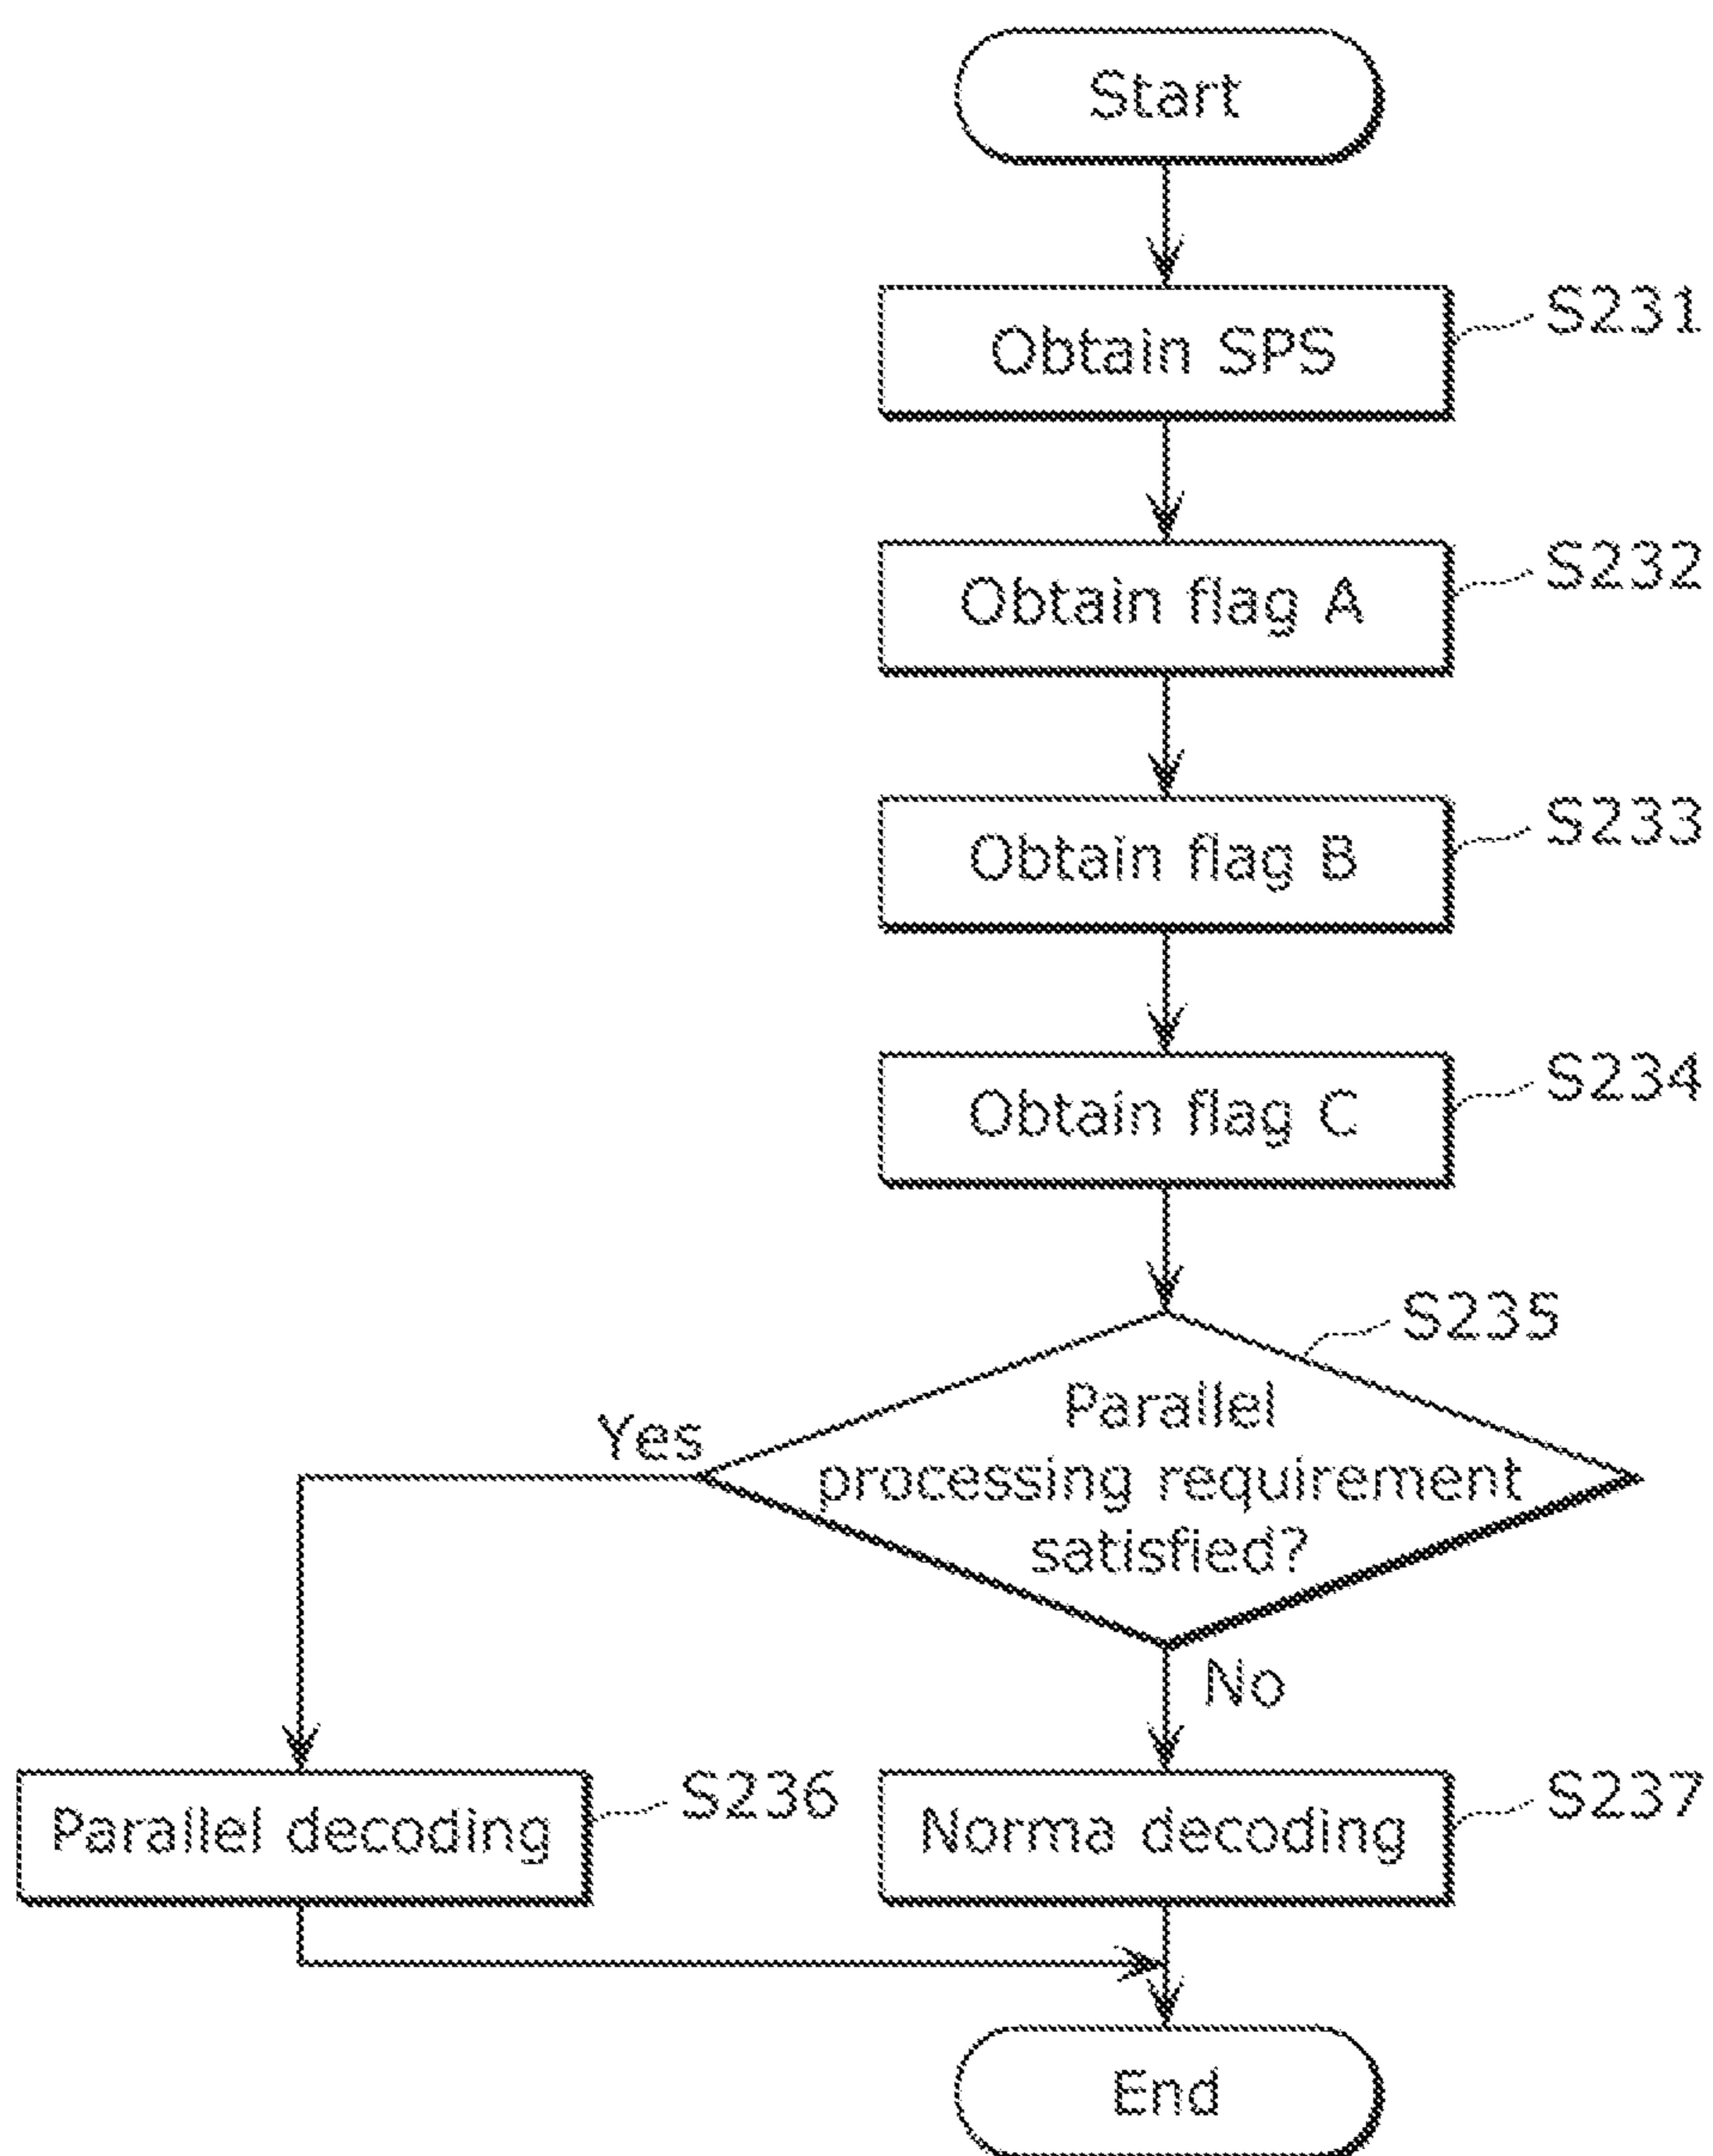 Start
Obtain SPS
S231
Obtain flag A
S232
Obtain flag B
S233
Obtain flag C
S234
S235
Parallel
processing requirement
satisfied?
Yes
No
Parallel decoding
S236
Norma decoding
S237
End